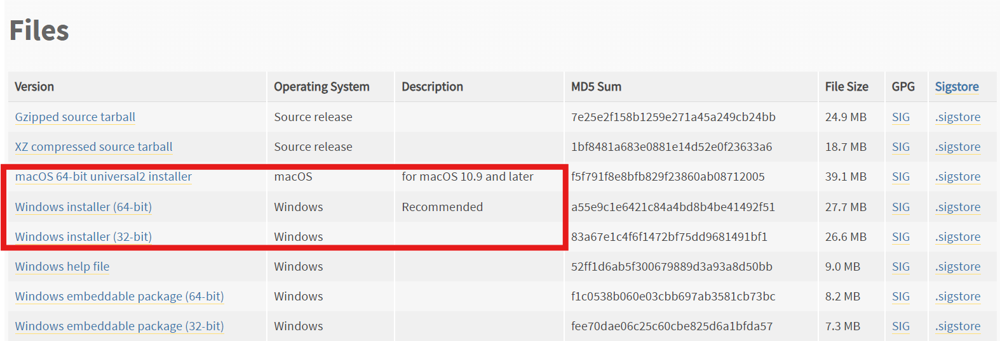 Files
Version Operating System Description MD5 Sum File Size GPG Sigstore
Gzipped source tarball Source release 7e25e2f158b1259e271a45a249cb24bb 24.9 MB SIG .sigstore
XZ compressed source tarball Source release 1bf8481a683e0881e14d52e0f23633a6 18.7 MB SIG .sigstore
macOS 64-bit universal2 installer macOS for macOS 10.9 and later f5f791f8e8bfb829f23860ab08712005 39.1 MB SIG .sigstore
Windows installer (64-bit) Windows Recommended a55e9c1e6421c84a4bd8b4be41492f51 27.7 MB SIG .sigstore
Windows installer (32-bit) Windows 83a67e1c4f6f1472bf75dd9681491bf1 26.6 MB SIG .sigstore
Windows help file Windows 52ff1d6ab5f300679889d3a93a8d50bb 9.0 MB SIG .sigstore
Windows embeddable package (64-bit) Windows f1c0538b060e03cbb697ab3581cb73bc 8.2 MB SIG .sigstore
Windows embeddable package (32-bit) Windows fee70dae06c25c60cbe825d6a1bfda57 7.3 MB SIG .sigstore